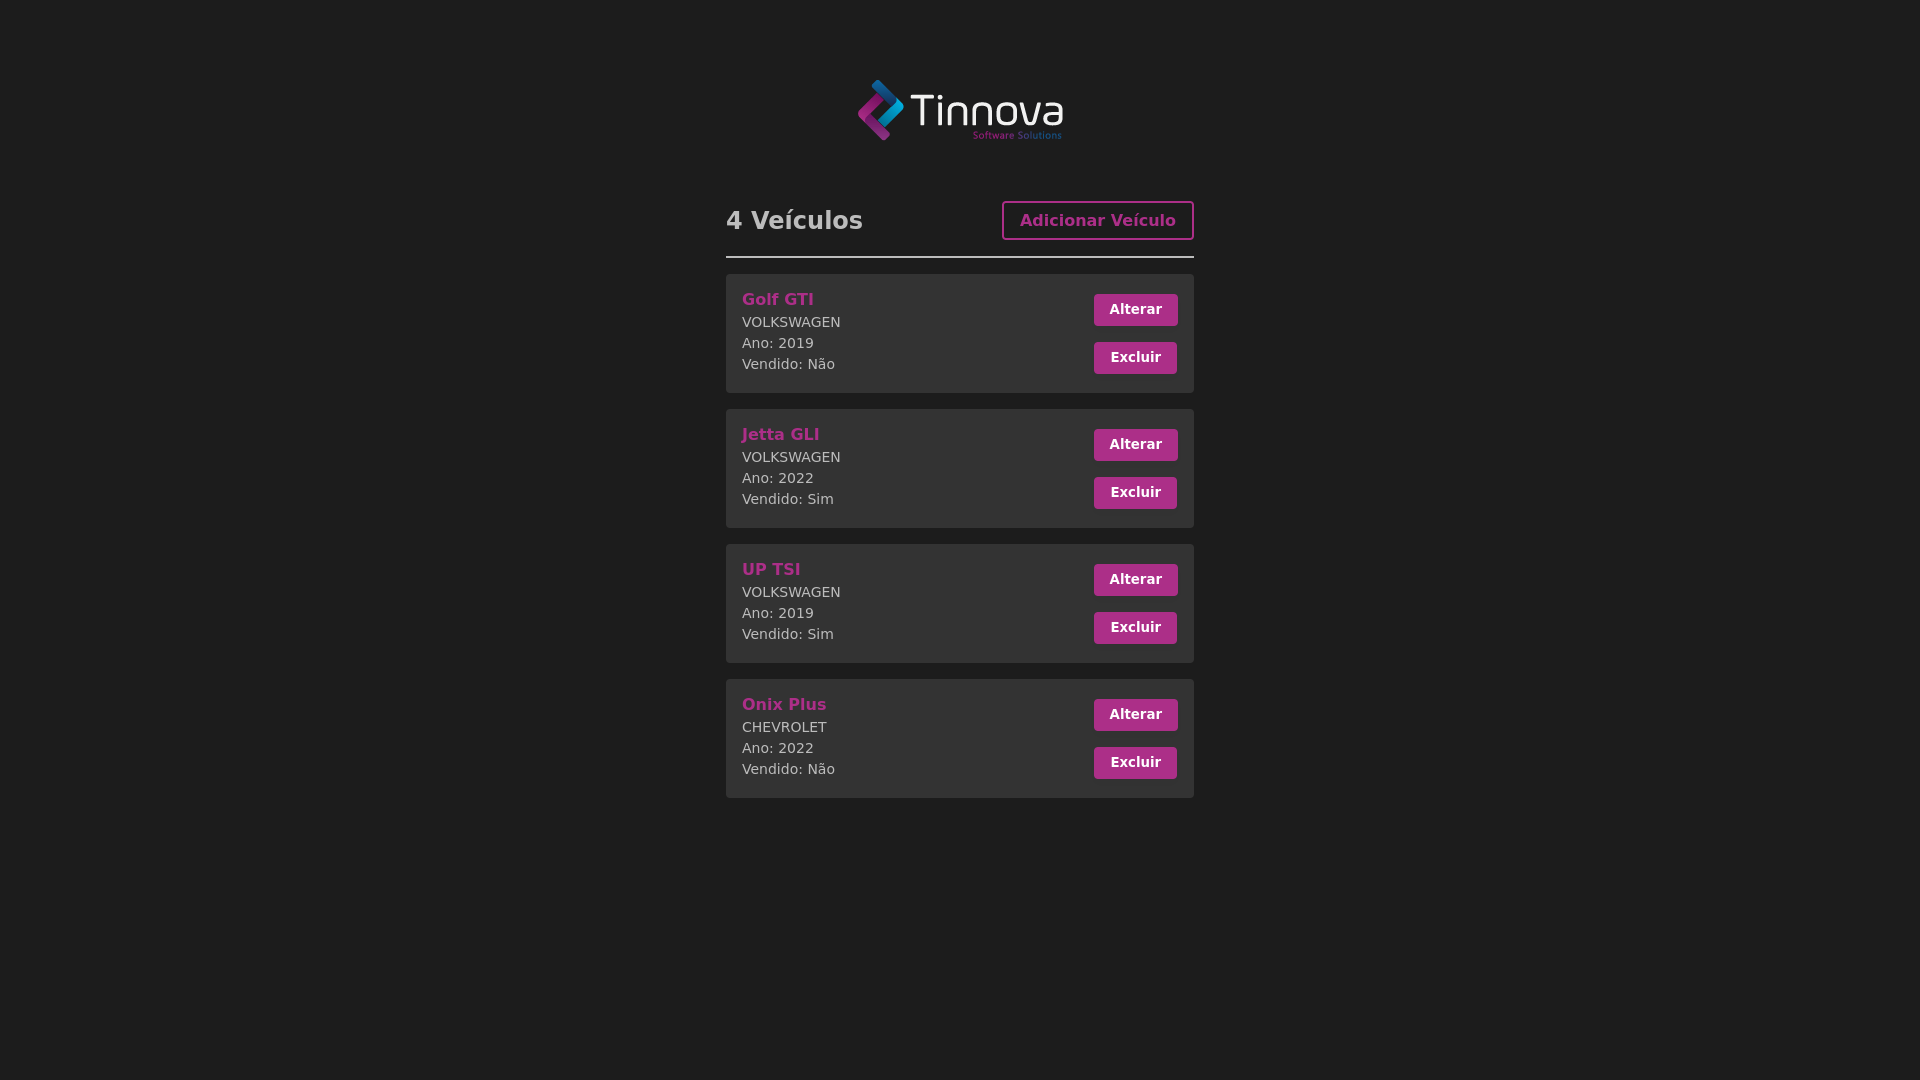 Tinnova
Software Solutions
4 Veículos
Adicionar Veículo
Golf GTI
VOLKSWAGEN
Ano: 2019
Vendido: Não
Alterar
Excluir
Jetta GLI
VOLKSWAGEN
Ano: 2022
Vendido: Sim
Alterar
Excluir
UP TSI
VOLKSWAGEN
Ano: 2019
Vendido: Sim
Alterar
Excluir
Onix Plus
CHEVROLET
Ano: 2022
Vendido: Não
Alterar
Excluir